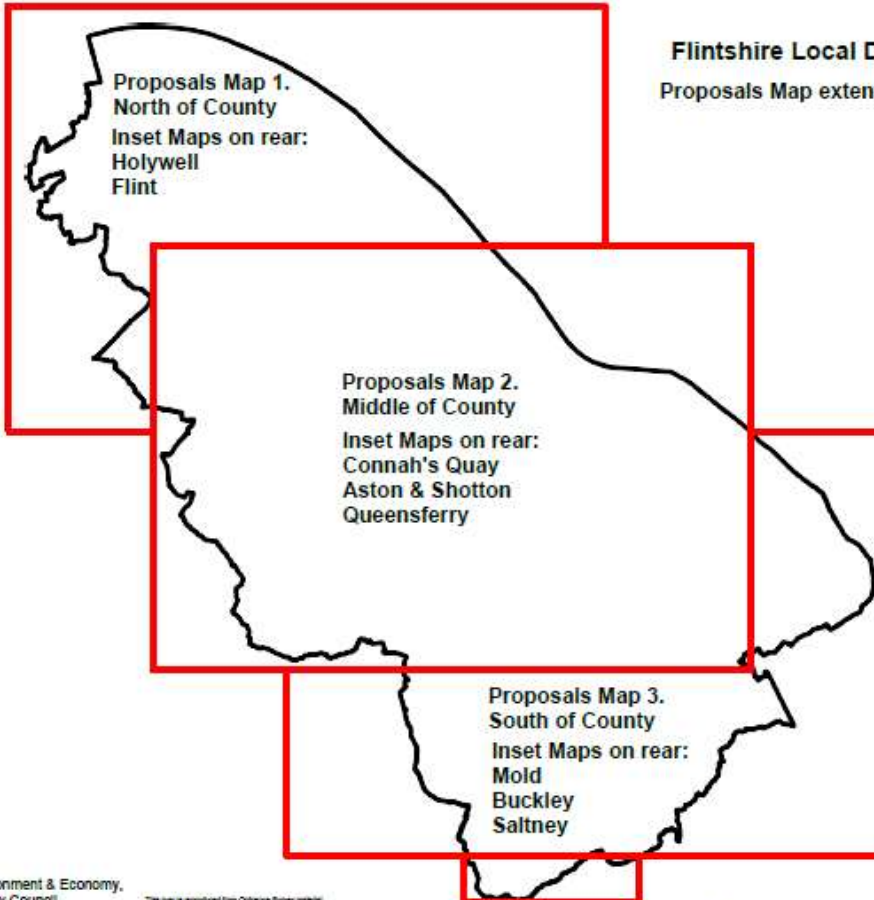 Flintshire Local D
Proposals Map exten
Proposals Map 1.
North of County
Inset Maps on rear:
Holywell
Flint
Proposals Map 2.
Middle of County
Inset Maps on rear:
Connah's Quay
Aston & Shotton
Queensferry
Proposals Map 3.
South of County
Inset Maps on rear:
Mold
Buckley
Saltney
onment & Economy,
y Council